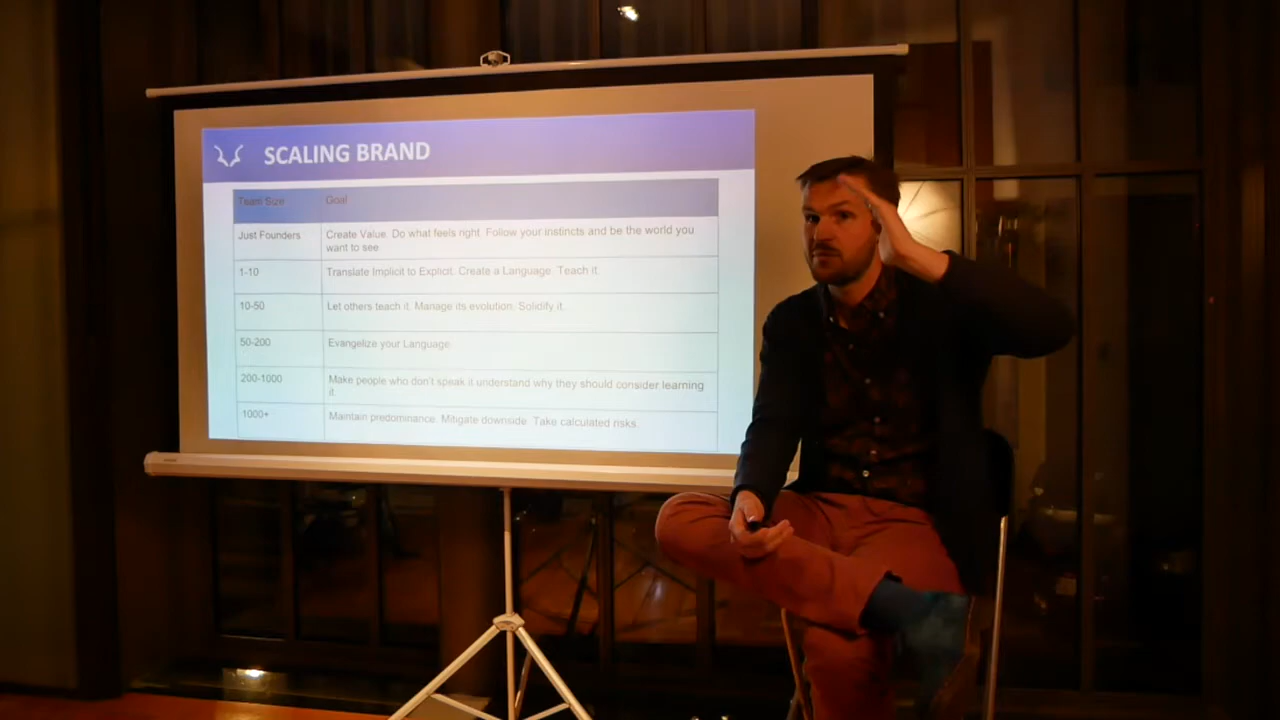 SCALING BRAND
Team Size Goal
Just Founders Create Value. Do what feels right. Follow your instincts and be the world you
want to see.
1-10 Translate Implicit to Explicit. Create a Language. Teach it.
10-50 Let others teach it. Manage its evolution. Solidify it.
50-200 Evangelize your Language.
200-1000 Make people who don't speak it understand why they should consider learning
it.
1000+ Maintain predominance. Mitigate downside. Take calculated risks.